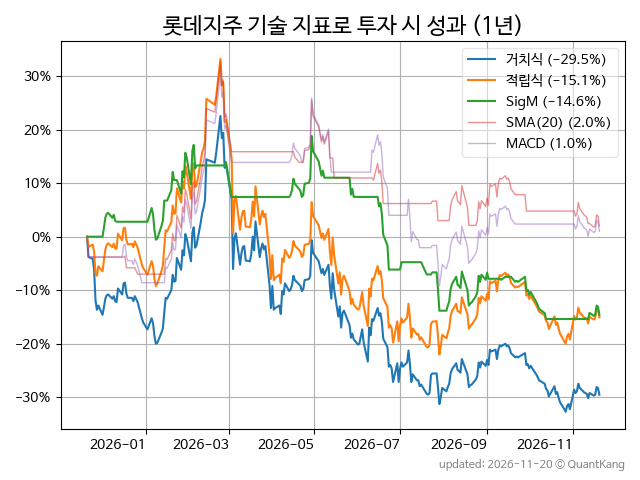 롯데지주 기술 지표로 투자 시 성과 (1년)
거치식 (−29.5%)
적립식 (−15.1%)
SigM (−14.6%)
SMA(20) (2.0%)
MACD (1.0%)
30%
20%
10%
0%
−10%
−20%
−30%
2026-01
2026-03
2026-05
2026-07
2026-09
2026-11
updated: 2026-11-20 © QuantKang